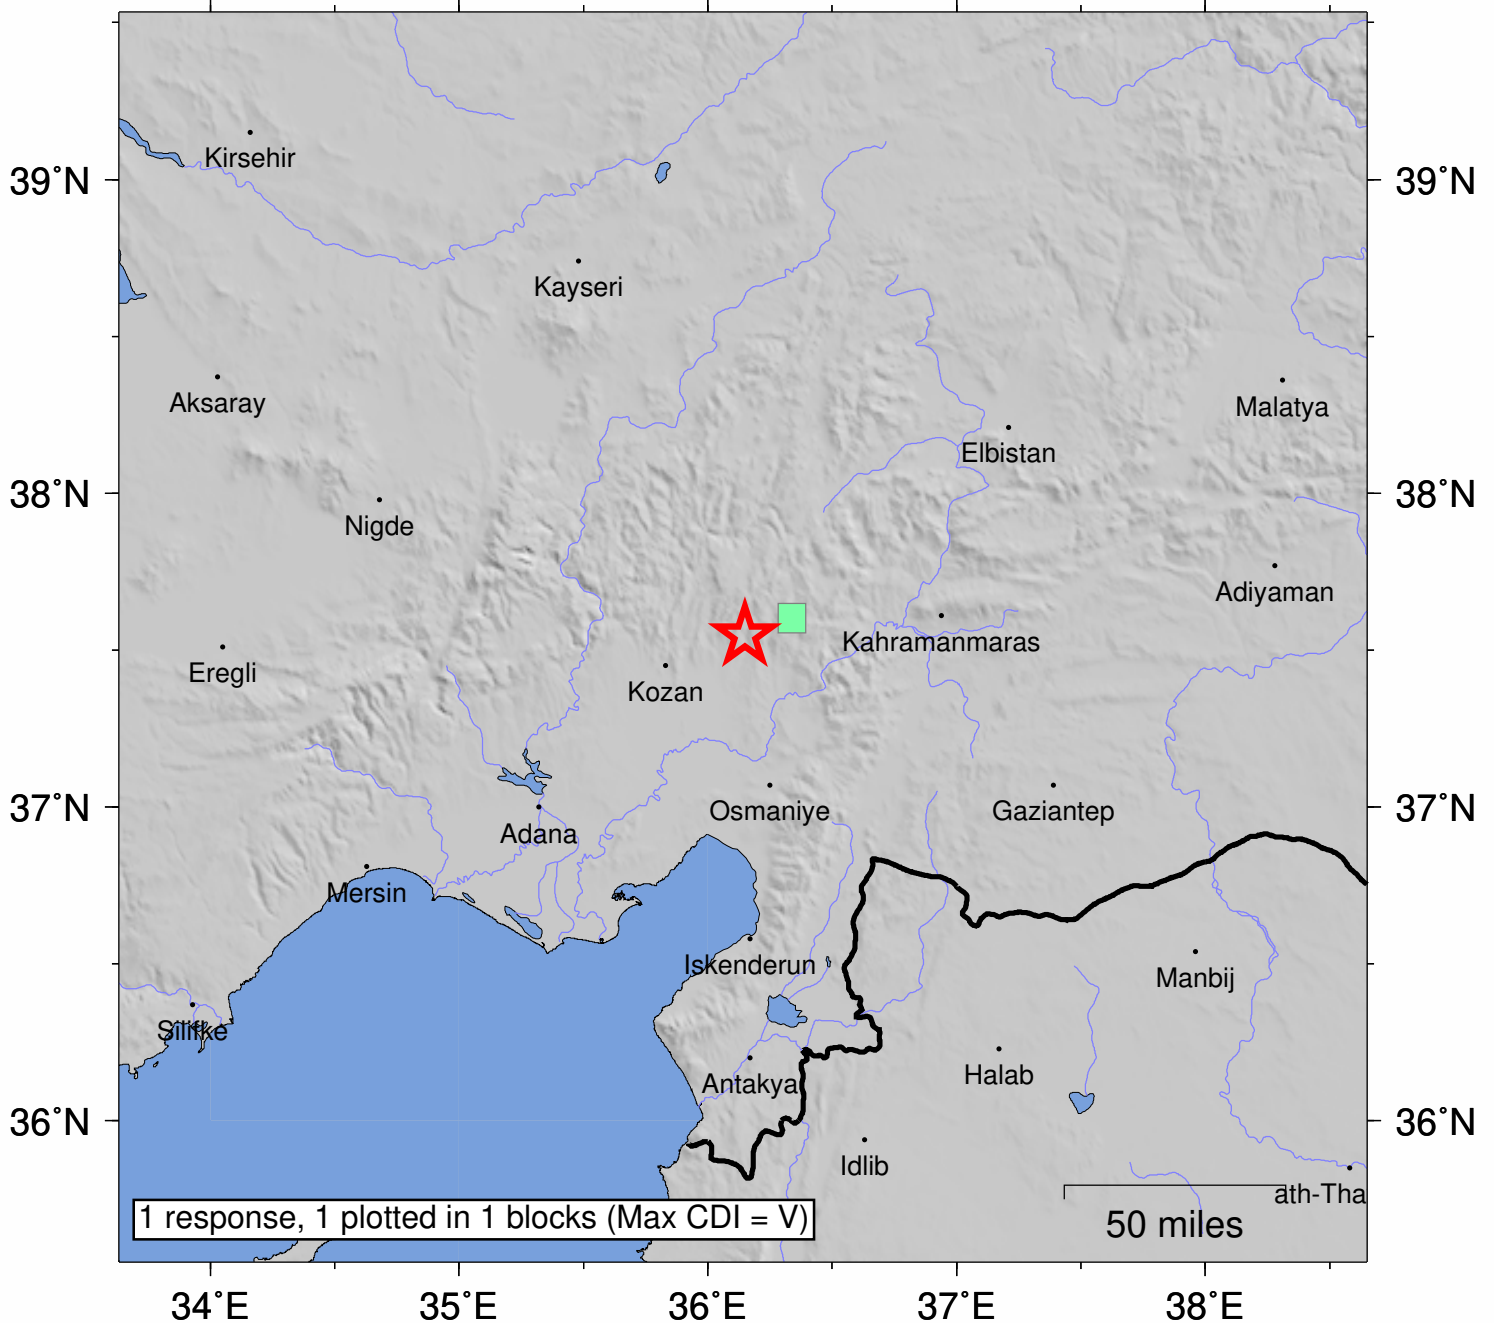 Kirsehir
39°N
39°N
Kayseri
Aksaray
Malatya
Elbistan
38°N
38°N
Nigde
Adiyaman
Kahramanmaras
Eregli
Kozan
37°N
37°N
Osmaniye
Gaziantep
Adana
Mersin
Iskenderun
Manbij
Silifke
Halab
Antakya
36°N
36°N
Idlib
ath-Tha
1 response, 1 plotted in 1 blocks (Max CDI = V)
50 miles
34°E
35°E
36°E
37°E
38°E